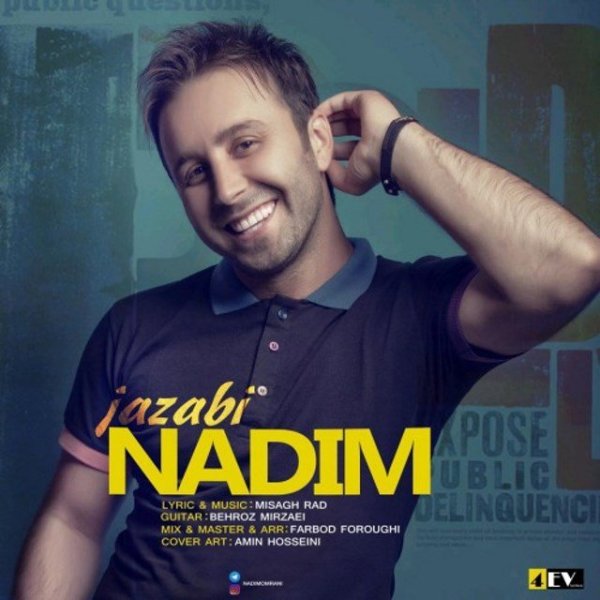 public questions,
jazabi
NADIM
LYRIC & MUSIC : MISAGH RAD
GUITAR : BEHROZ MIRZAEI
MIX & MASTER & ARR : FARBOD FOROUGHI
COVER ART : AMIN HOSSEINI
NADIMOMRANI
EXPOSE
PUBLIC
DELINQUENCI
4EV